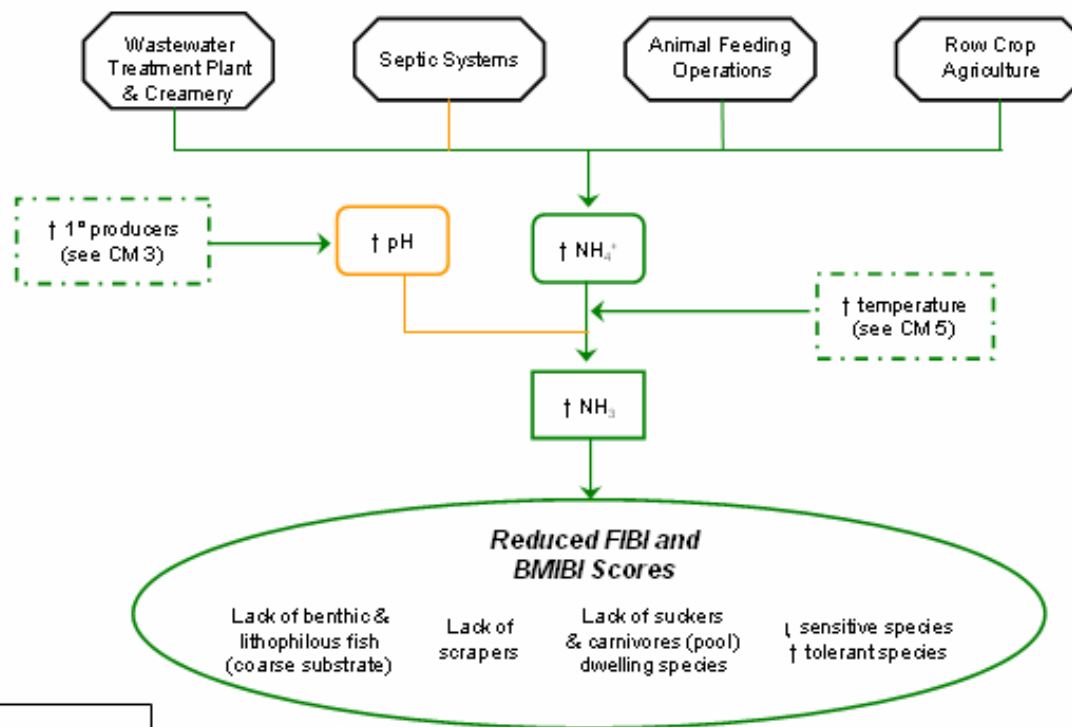 Wastewater
Treatment Plant
& Creamery
Septic Systems
Animal Feeding
Operations
Row Crop
Agriculture
† 1° producers
(see CM 3)
† pH
† NH₄⁺
† temperature
(see CM 5)
† NH₃
Reduced FIBI and
BMIBI Scores
Lack of benthic &
lithophilous fish
(coarse substrate)
Lack of
scrapers
Lack of suckers
& carnivores (pool)
dwelling species
↓ sensitive species
† tolerant species